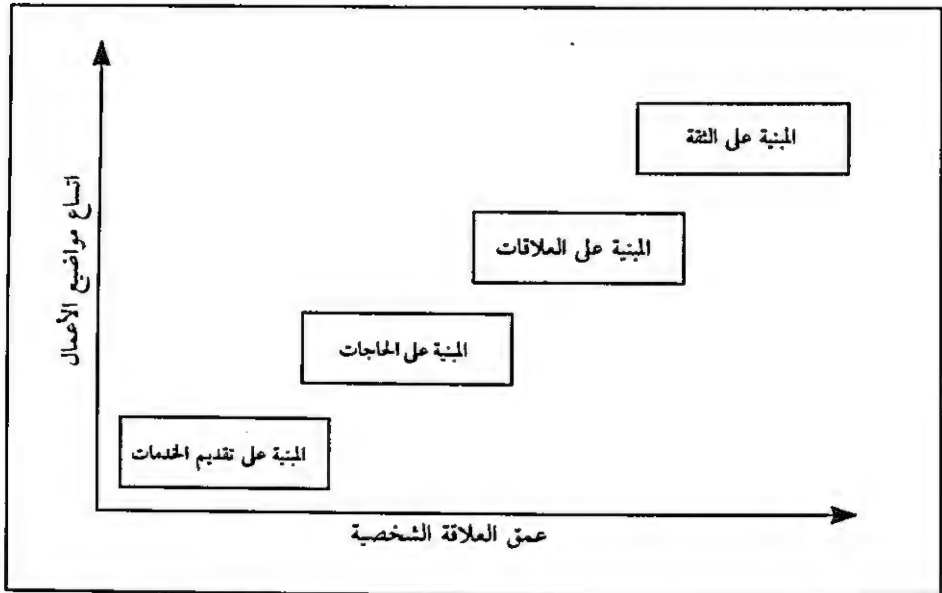 المبنية على الثقة
المبنية على العلاقات
المبنية على الحاجات
المبنية على تقديم الخدمات
اتساع مواضيع الأعمال
عمق العلاقة الشخصية